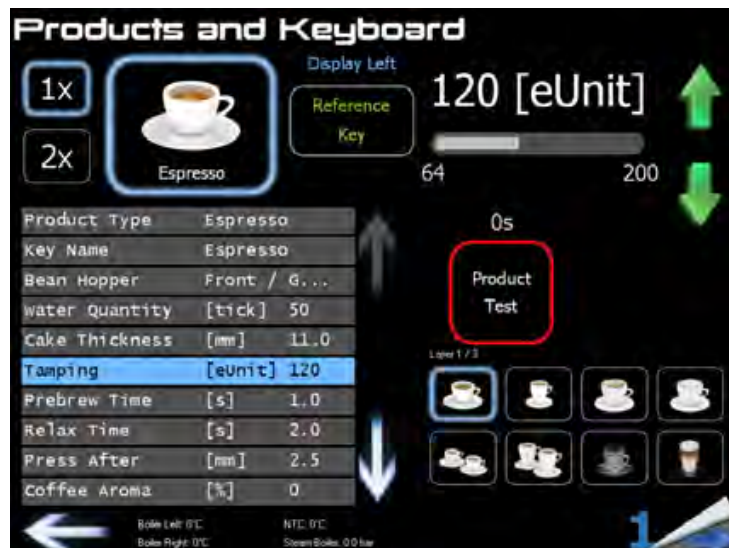 Products and Keyboard
1x
2x
Espresso
Display Left
Reference
Key
120 [eUnit]
64 200
Product Type Espresso
Key Name Espresso
Bean Hopper Front / G...
Water Quantity [tick] 50
Cake Thickness [mm] 11.0
Tamping [eUnit] 120
Prebrew Time [s] 1.0
Relax Time [s] 2.0
Press After [mm] 2.5
Coffee Aroma [%] 0
0s
Product
Test
Layer 1 / 3
Boiler Left: 0°C NTC: 0°C
Boiler Right: 0°C Steam Boiler: 0.0 bar
1